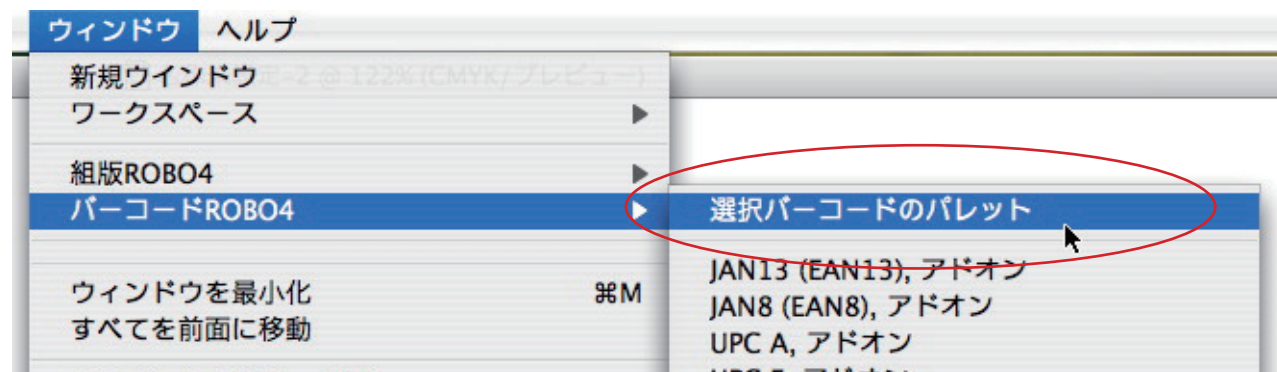 ウィンドウ ヘルプ
新規ウインドウ
ワークスペース
組版ROBO4
バーコードROBO4
ウィンドウを最小化 ⌘M
すべてを前面に移動
選択バーコードのパレット
JAN13 (EAN13), アドオン
JAN8 (EAN8), アドオン
UPC A, アドオン